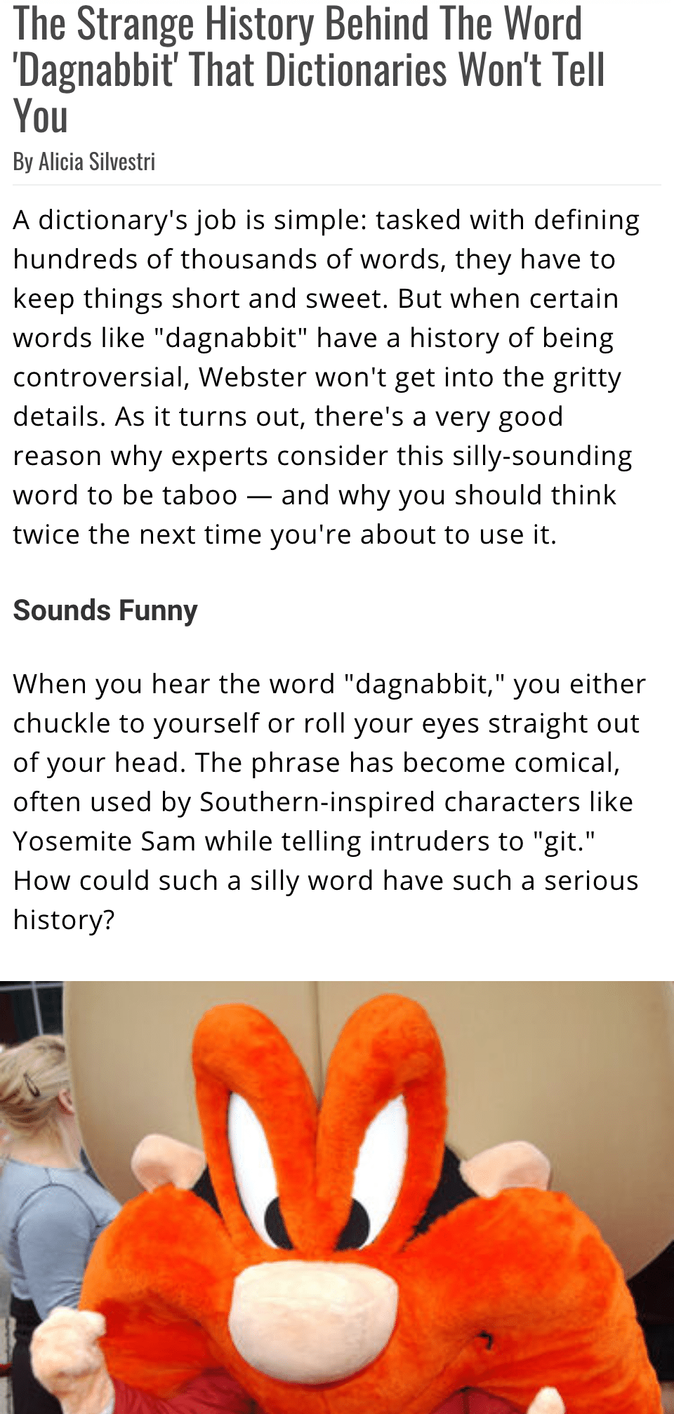 The Strange History Behind The Word
'Dagnabbit' That Dictionaries Won't Tell
You
By Alicia Silvestri
A dictionary's job is simple: tasked with defining
hundreds of thousands of words, they have to
keep things short and sweet. But when certain
words like "dagnabbit" have a history of being
controversial, Webster won't get into the gritty
details. As it turns out, there's a very good
reason why experts consider this silly-sounding
word to be taboo — and why you should think
twice the next time you're about to use it.
Sounds Funny
When you hear the word "dagnabbit," you either
chuckle to yourself or roll your eyes straight out
of your head. The phrase has become comical,
often used by Southern-inspired characters like
Yosemite Sam while telling intruders to "git."
How could such a silly word have such a serious
history?